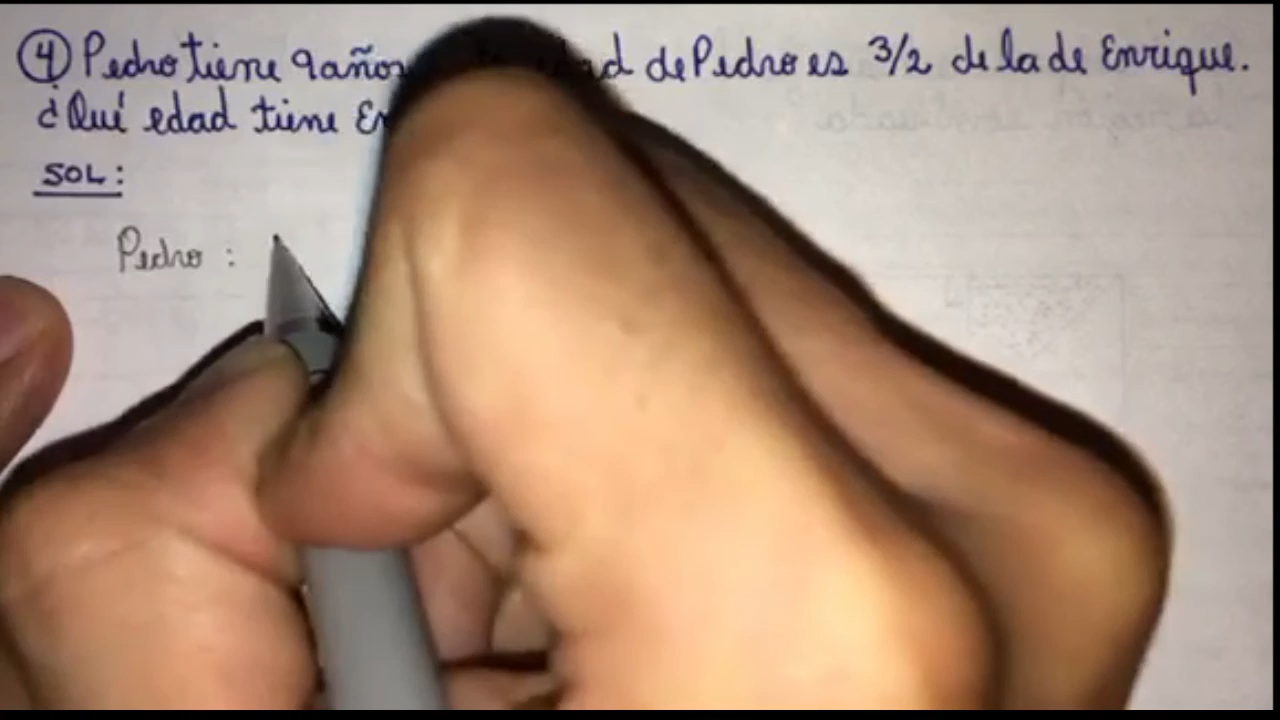 ④ Pedro tiene 9 años de Pedro es 3/2 de la de Enrique.
¿Qué edad tiene
SOL:
Pedro :